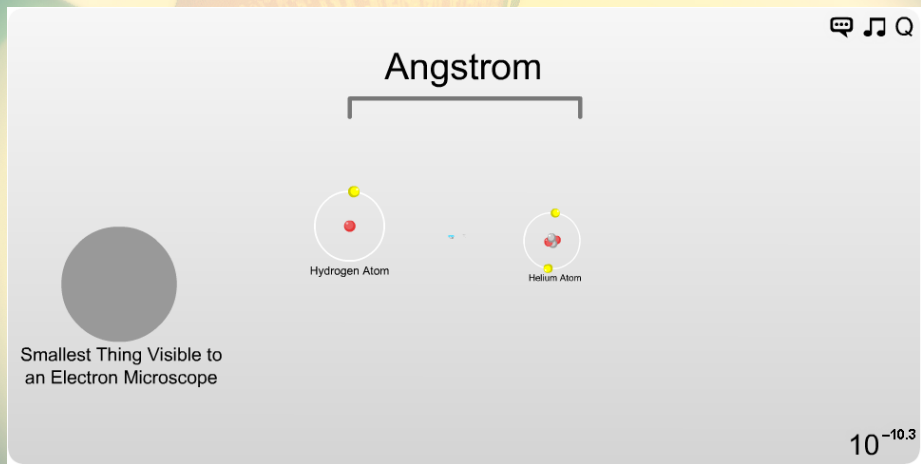 Q
Angstrom
Hydrogen Atom
Helium Atom
Smallest Thing Visible to
an Electron Microscope
10^-10.3